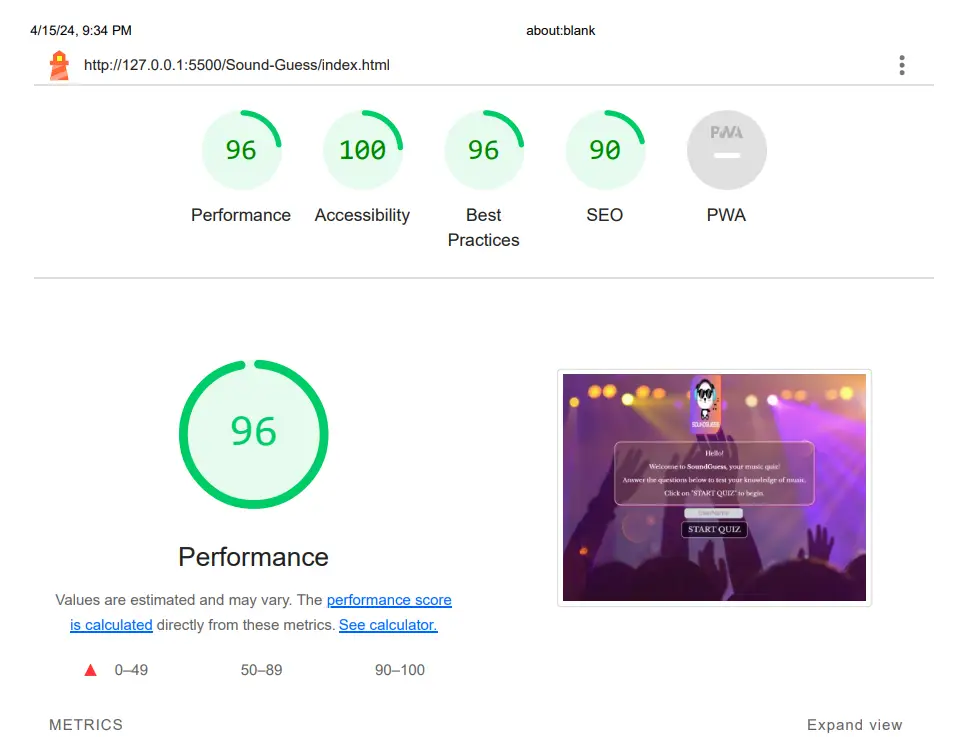 4/15/24, 9:34 PM about:blank
http://127.0.0.1:5500/Sound-Guess/index.html
96 100 96 90 PWA
Performance Accessibility Best Practices SEO PWA
96
Performance
Values are estimated and may vary. The performance score
is calculated directly from these metrics. See calculator.
0–49 50–89 90–100
SOUNDGUESS
Hello!
Welcome to SoundGuess, your music quiz!
Answer the questions below to test your knowledge of music.
Click on "START QUIZ" to begin.
START QUIZ
METRICS Expand view